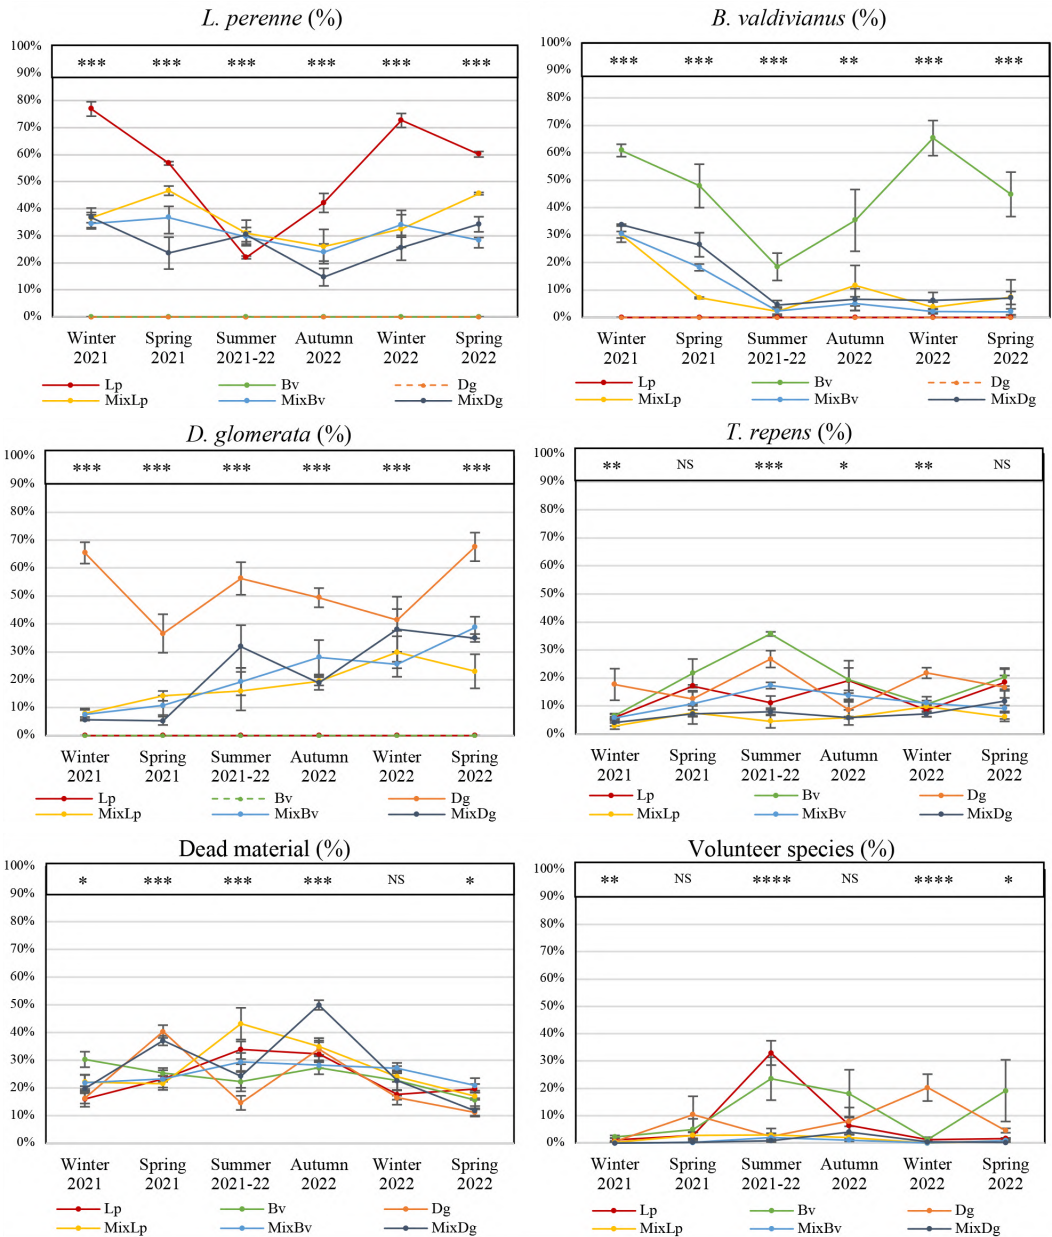 L. perenne (%)
100%
90%
80%
70%
60%
50%
40%
30%
20%
10%
0%
*** *** *** *** *** ***
Winter 2021
Spring 2021
Summer 2021-22
Autumn 2022
Winter 2022
Spring 2022
Lp Bv Dg
MixLp MixBv MixDg
B. valdivianus (%)
100%
90%
80%
70%
60%
50%
40%
30%
20%
10%
0%
*** *** *** ** *** ***
Winter 2021
Spring 2021
Summer 2021-22
Autumn 2022
Winter 2022
Spring 2022
Lp Bv Dg
MixLp MixBv MixDg
D. glomerata (%)
100%
90%
80%
70%
60%
50%
40%
30%
20%
10%
0%
*** *** *** *** *** ***
Winter 2021
Spring 2021
Summer 2021-22
Autumn 2022
Winter 2022
Spring 2022
Lp Bv Dg
MixLp MixBv MixDg
T. repens (%)
100%
90%
80%
70%
60%
50%
40%
30%
20%
10%
0%
** NS *** * ** NS
Winter 2021
Spring 2021
Summer 2021-22
Autumn 2022
Winter 2022
Spring 2022
Lp Bv Dg
MixLp MixBv MixDg
Dead material (%)
100%
90%
80%
70%
60%
50%
40%
30%
20%
10%
0%
* *** *** *** NS *
Winter 2021
Spring 2021
Summer 2021-22
Autumn 2022
Winter 2022
Spring 2022
Lp Bv Dg
MixLp MixBv MixDg
Volunteer species (%)
100%
90%
80%
70%
60%
50%
40%
30%
20%
10%
0%
** NS **** NS **** *
Winter 2021
Spring 2021
Summer 2021-22
Autumn 2022
Winter 2022
Spring 2022
Lp Bv Dg
MixLp MixBv MixDg